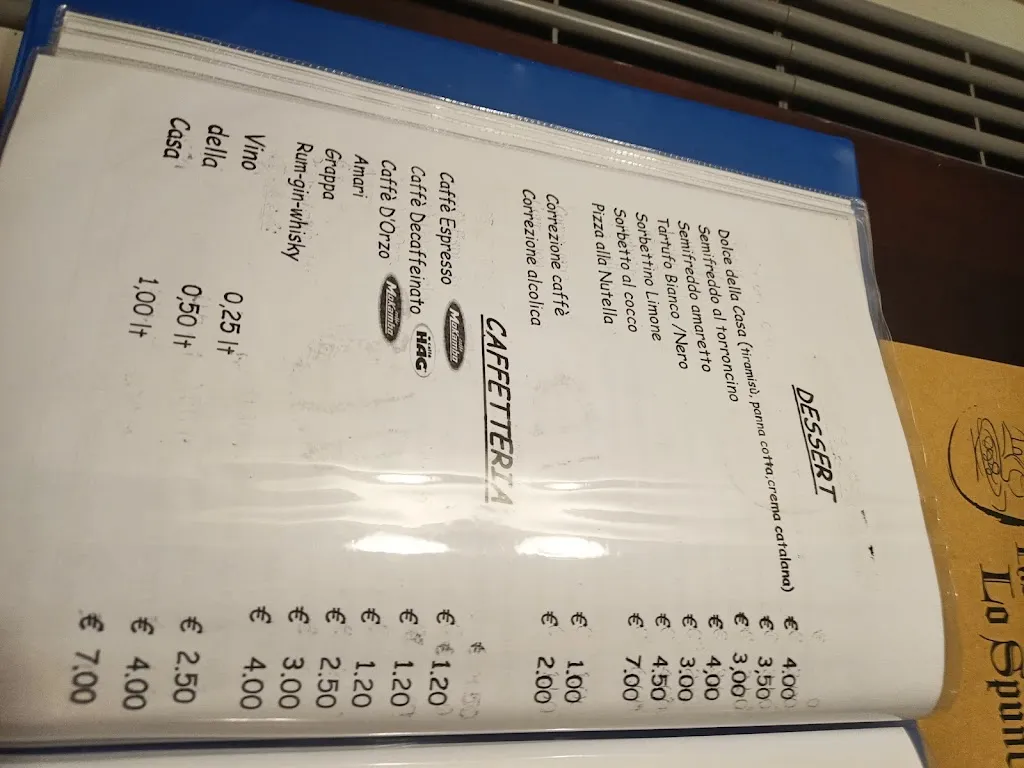 DESSERT
Dolce della Casa (tiramisù, panna cotta,crema catalana) € 4.00
Semifreddo al torroncino € 3,50
Semifreddo amaretto € 3,00
Tartufo Bianco /Nero € 4,00
Sorbettino Limone € 3.00
Sorbetto al cocco € 4.50
Pizza alla Nutella € 7.00
Correzione caffè € 1.00
Correzione alcolica € 2.00
CAFFETTERIA
Caffè Espresso Mokambo € 1.20
Caffè Decaffeinato HAG € 1.20
Caffè D'Orzo Mokambo € 1.20
Amari € 2.50
Grappa € 3.00
Rum-gin-whisky € 4.00
Vino 0,25 lt € 2.50
della 0,50 lt € 4.00
Casa 1,00 lt € 7.00
Lo